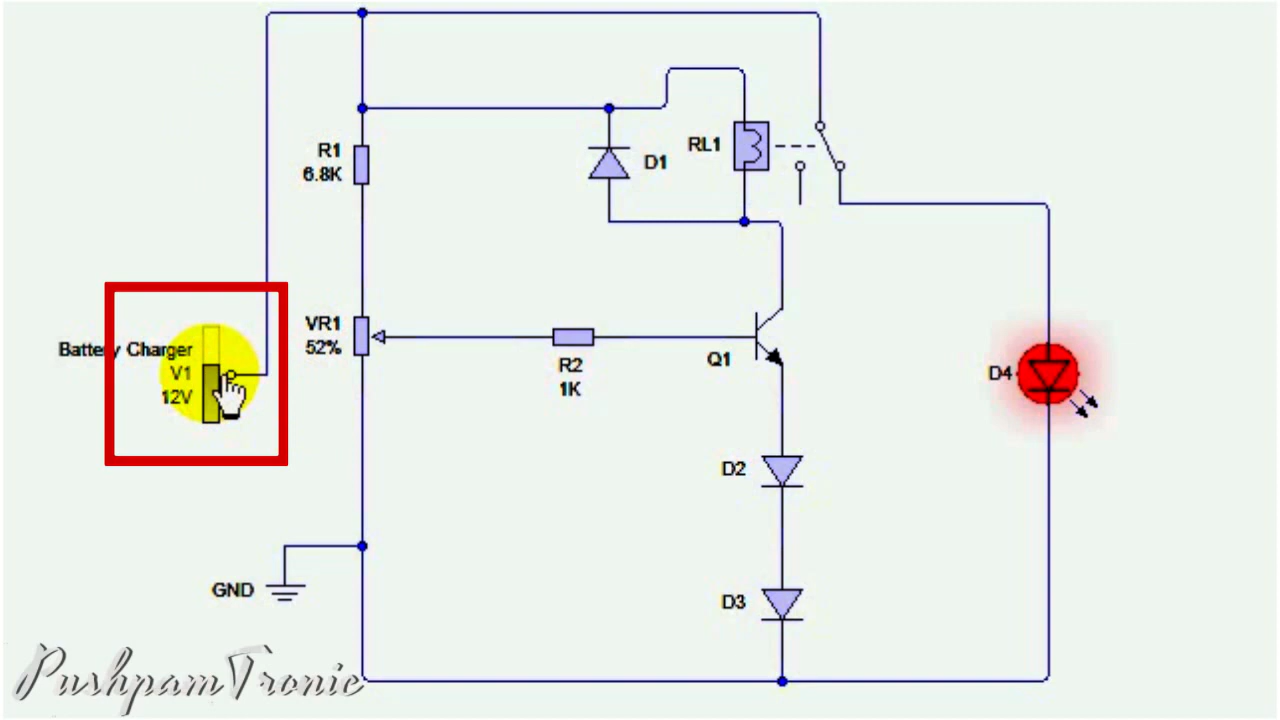 R1
6.8K
D1
RL1
VR1
52%
Battery Charger
V1
12V
R2
1K
Q1
D4
D2
D3
GND
PushpamTronic